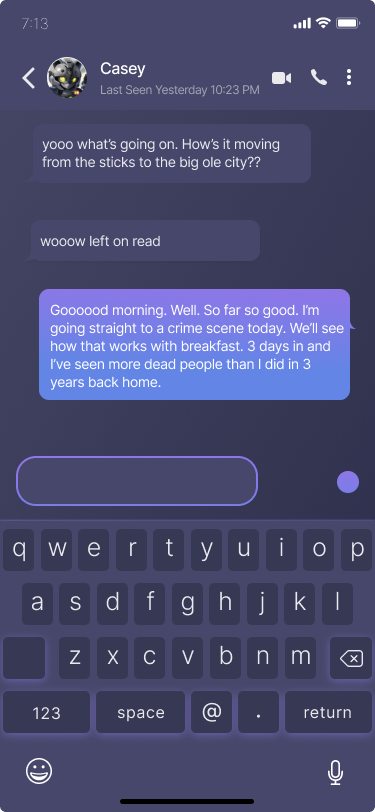 7:13
Casey
Last Seen Yesterday 10:23 PM
yooo what’s going on. How’s it moving
from the sticks to the big ole city??
wooow left on read
Goooood morning. Well. So far so good. I’m
going straight to a crime scene today. We’ll see
how that works with breakfast. 3 days in and
I’ve seen more dead people than I did in 3
years back home.
q w e r t y u i o p
a s d f g h j k l
z x c v b n m
123 space @ . return